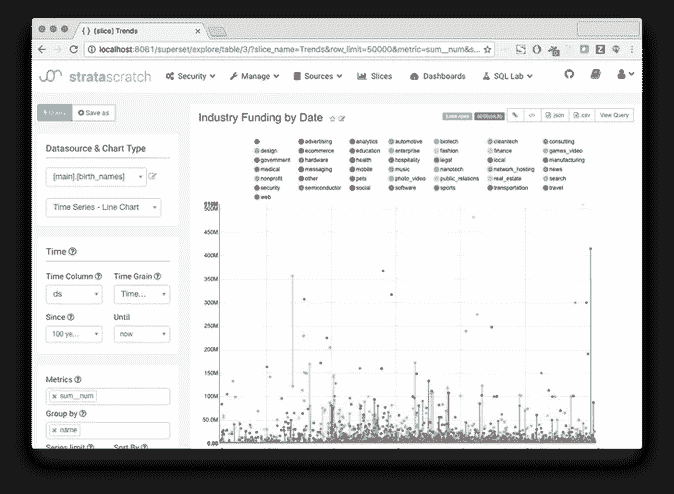 { } [slice] Trends
localhost:8081/superset/explore/table/3/?slice_name=Trends&row_limit=50000&metric=sum__num&s...
stratascratch
Security
Manage
Sources
Slices
Dashboards
SQL Lab
Save as
Industry Funding by Date
.json
.csv
View Query
Datasource & Chart Type
[main].[birth_names]
Time Series - Line Chart
advertising analytics automotive biotech cleantech consulting
design ecommerce education enterprise fashion finance games_video
government hardware health hospitality legal local manufacturing
medical messaging mobile music nanotech network_hosting news
nonprofit other pets photo_video public_relations real_estate search
security semiconductor social software sports transportation travel
web
500M
450M
400M
350M
300M
250M
200M
150M
100M
50.0M
0.00
Time
Time Column
Time Grain
ds
Time...
Since
Until
100 ye...
now
Metrics
sum__num
Group by
name
Series limit
Sort By